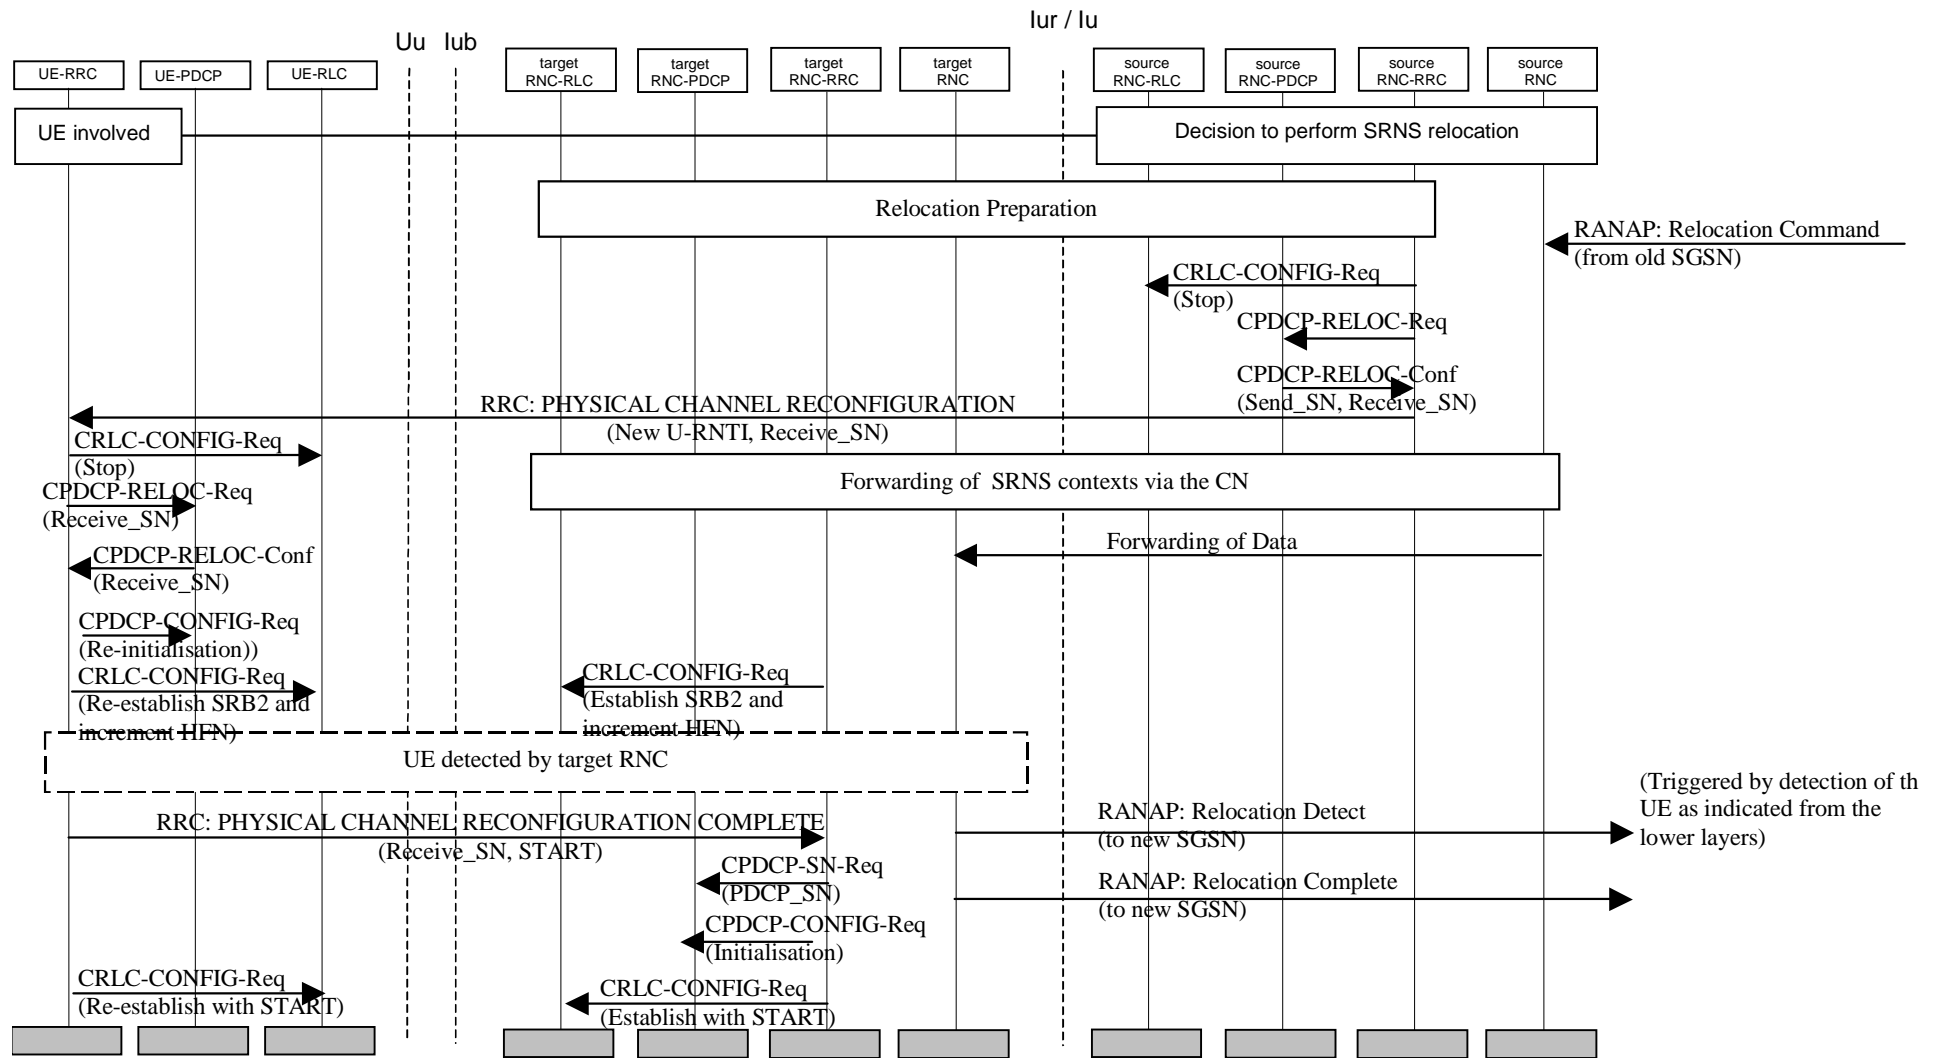 Iur / Iu
Uu
Iub
UE-RRC
UE-PDCP
UE-RLC
target
RNC-RLC
target
RNC-PDCP
target
RNC-RRC
target
RNC
source
RNC-RLC
source
RNC-PDCP
source
RNC-RRC
source
RNC
UE involved
Decision to perform SRNS relocation
Relocation Preparation
RANAP: Relocation Command
(from old SGSN)
CRLC-CONFIG-Req
(Stop)
CPDCP-RELOC-Req
CPDCP-RELOC-Conf
(Send_SN, Receive_SN)
RRC: PHYSICAL CHANNEL RECONFIGURATION
(New U-RNTI, Receive_SN)
CRLC-CONFIG-Req
(Stop)
Forwarding of SRNS contexts via the CN
CPDCP-RELOC-Req
(Receive_SN)
Forwarding of Data
CPDCP-RELOC-Conf
(Receive_SN)
CPDCP-CONFIG-Req
(Re-initialisation))
CRLC-CONFIG-Req
(Re-establish SRB2 and
increment HFN)
CRLC-CONFIG-Req
(Establish SRB2 and
increment HFN)
UE detected by target RNC
(Triggered by detection of th
UE as indicated from the
lower layers)
RRC: PHYSICAL CHANNEL RECONFIGURATION COMPLETE
(Receive_SN, START)
RANAP: Relocation Detect
(to new SGSN)
CPDCP-SN-Req
(PDCP_SN)
RANAP: Relocation Complete
(to new SGSN)
CPDCP-CONFIG-Req
(Initialisation)
CRLC-CONFIG-Req
(Re-establish with START)
CRLC-CONFIG-Req
(Establish with START)